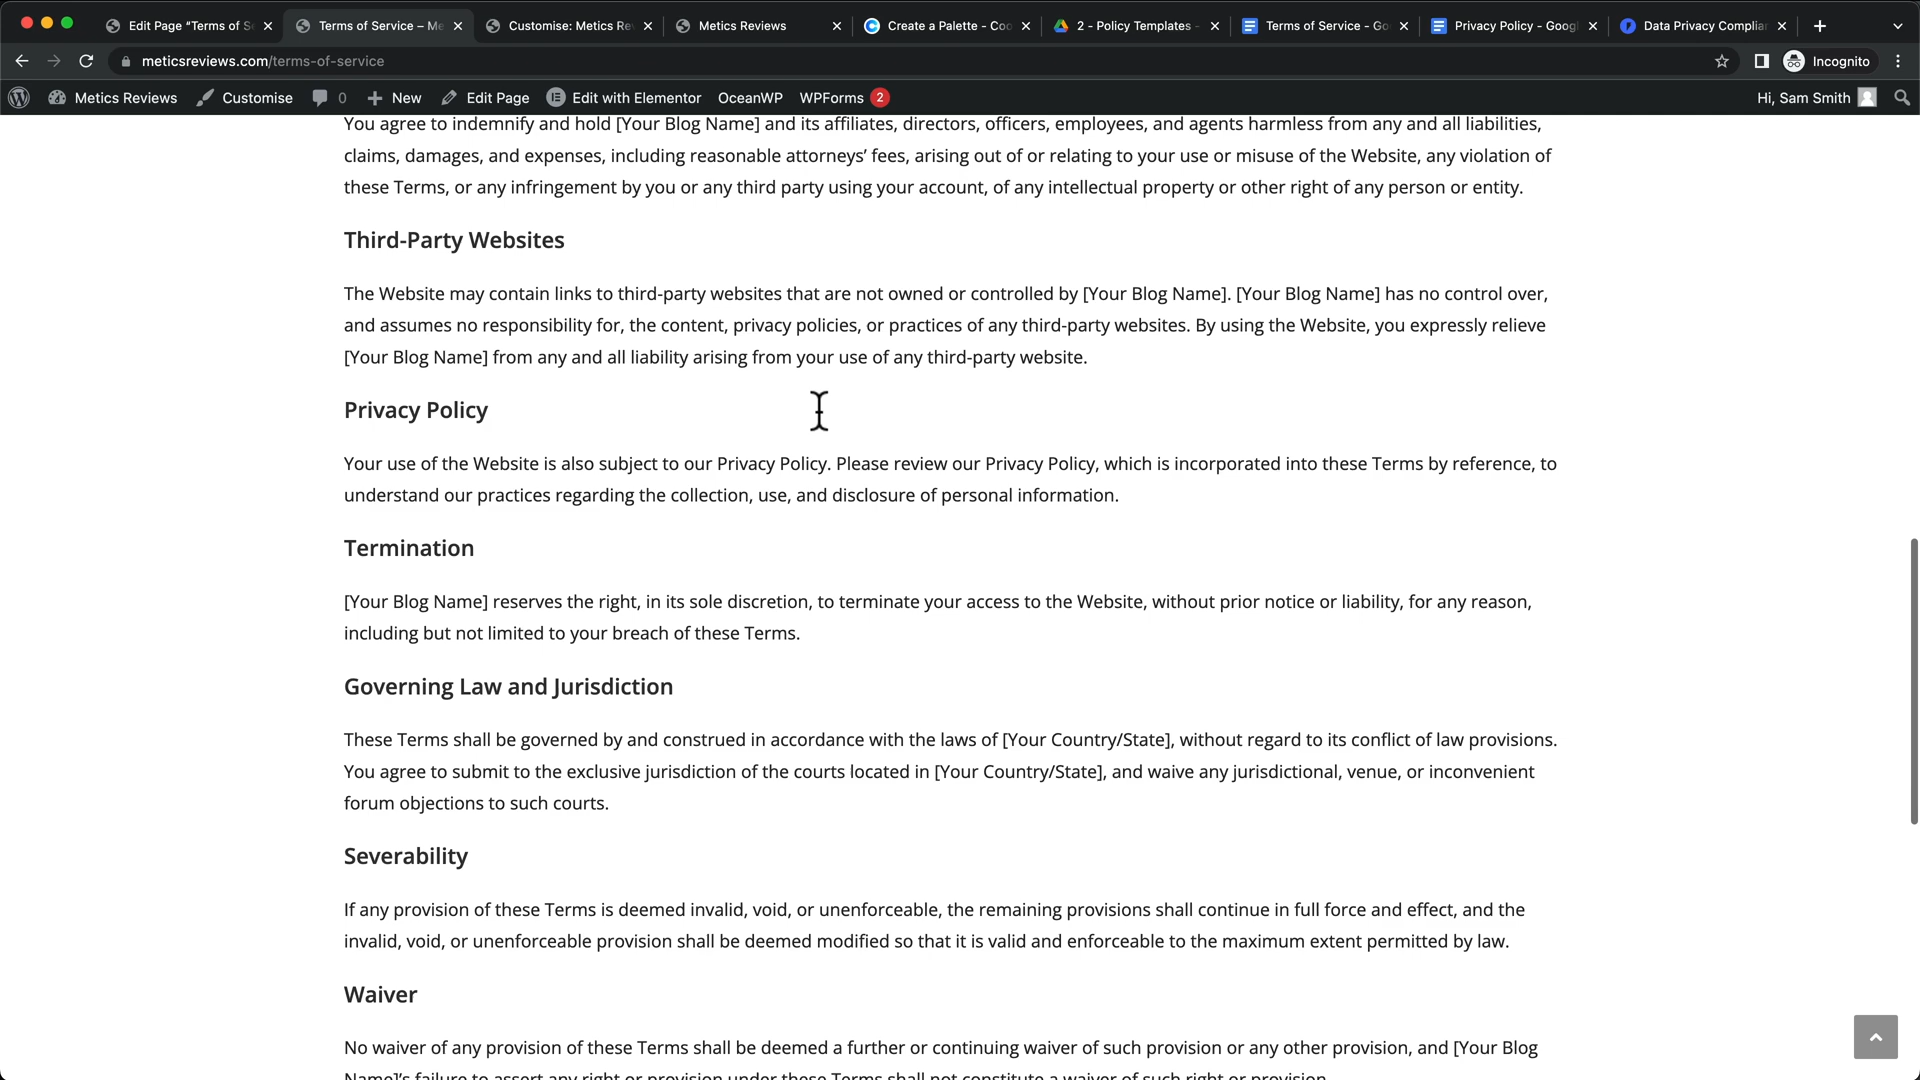 Edit Page “Terms of S
Terms of Service – Me
Customise: Metics Re
Metics Reviews
Create a Palette - Coo
2 - Policy Templates -
Terms of Service - Go
Privacy Policy - Googl
Data Privacy Complia
meticsreviews.com/terms-of-service
Incognito
Metics Reviews
Customise
0
New
Edit Page
Edit with Elementor
OceanWP
WPForms 2
Hi, Sam Smith
You agree to indemnify and hold [Your Blog Name] and its affiliates, directors, officers, employees, and agents harmless from any and all liabilities,
claims, damages, and expenses, including reasonable attorneys’ fees, arising out of or relating to your use or misuse of the Website, any violation of
these Terms, or any infringement by you or any third party using your account, of any intellectual property or other right of any person or entity.
Third-Party Websites
The Website may contain links to third-party websites that are not owned or controlled by [Your Blog Name]. [Your Blog Name] has no control over,
and assumes no responsibility for, the content, privacy policies, or practices of any third-party websites. By using the Website, you expressly relieve
[Your Blog Name] from any and all liability arising from your use of any third-party website.
Privacy Policy
Your use of the Website is also subject to our Privacy Policy. Please review our Privacy Policy, which is incorporated into these Terms by reference, to
understand our practices regarding the collection, use, and disclosure of personal information.
Termination
[Your Blog Name] reserves the right, in its sole discretion, to terminate your access to the Website, without prior notice or liability, for any reason,
including but not limited to your breach of these Terms.
Governing Law and Jurisdiction
These Terms shall be governed by and construed in accordance with the laws of [Your Country/State], without regard to its conflict of law provisions.
You agree to submit to the exclusive jurisdiction of the courts located in [Your Country/State], and waive any jurisdictional, venue, or inconvenient
forum objections to such courts.
Severability
If any provision of these Terms is deemed invalid, void, or unenforceable, the remaining provisions shall continue in full force and effect, and the
invalid, void, or unenforceable provision shall be deemed modified so that it is valid and enforceable to the maximum extent permitted by law.
Waiver
No waiver of any provision of these Terms shall be deemed a further or continuing waiver of such provision or any other provision, and [Your Blog
Name]’s failure to assert any right or provision under these Terms shall not constitute a waiver of such right or provision.